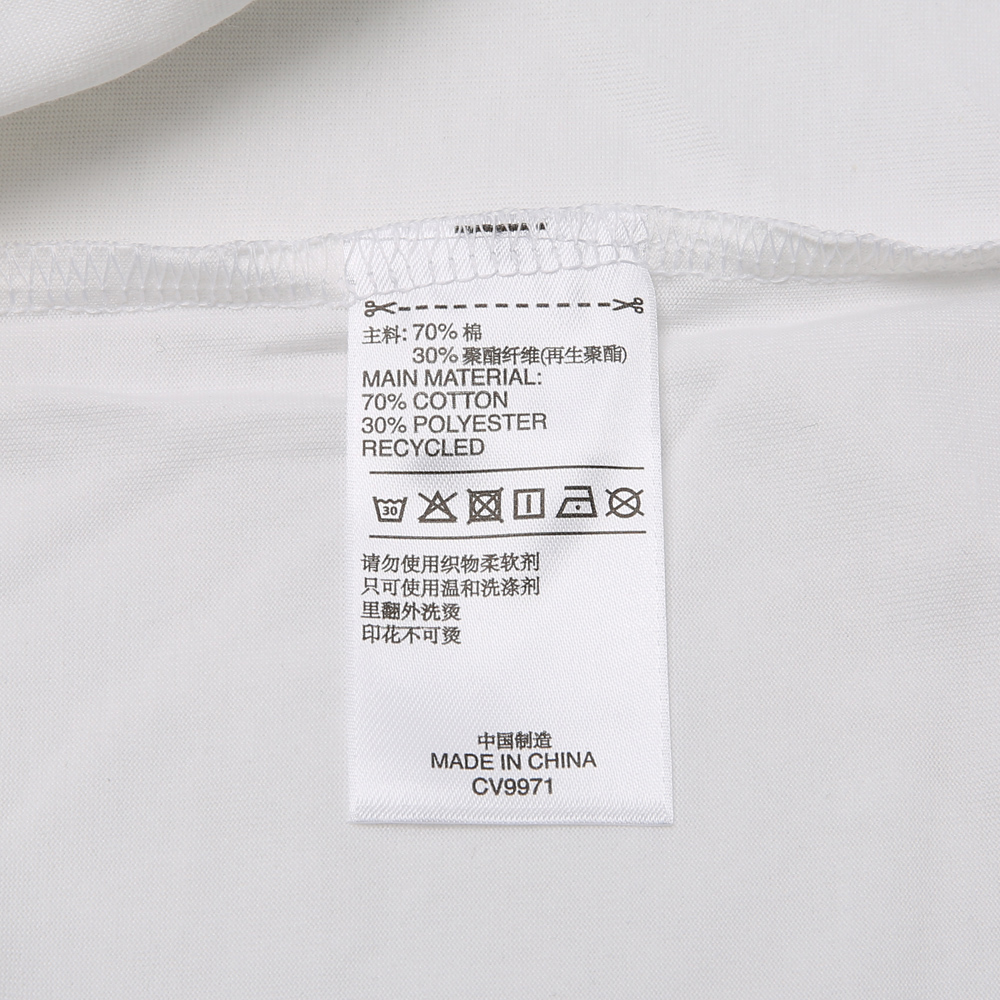 主料: 70% 棉
30% 聚酯纤维(再生聚酯)
MAIN MATERIAL:
70% COTTON
30% POLYESTER
RECYCLED
30
请勿使用织物柔软剂
只可使用温和洗涤剂
里翻外洗烫
印花不可烫
中国制造
MADE IN CHINA
CV9971